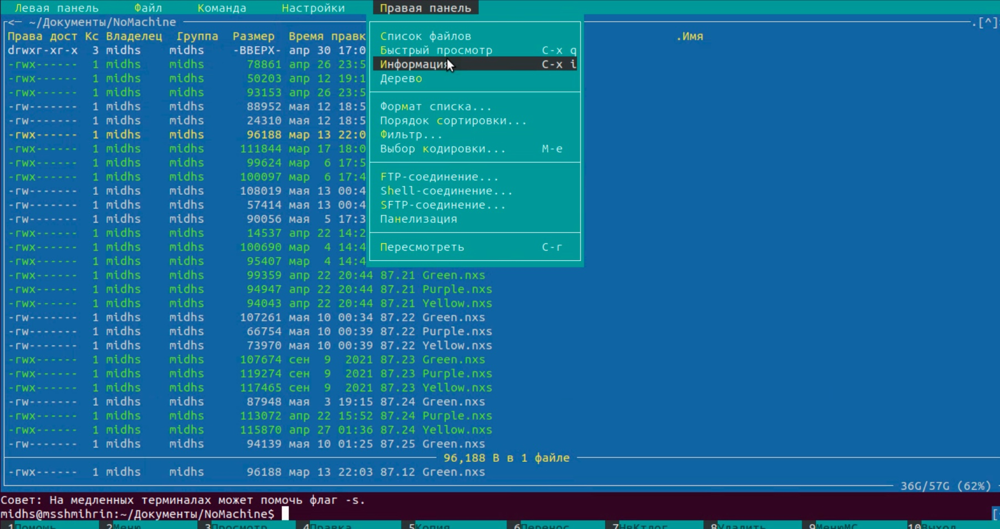 Левая панель Файл Команда Настройки Правая панель
<─ ~/Документы/NoMachine .[^]
Права дост Кс Владелец Группа Размер Время правк .Имя
drwxr-xr-x 3 midhs midhs -ВВЕРХ- апр 30 17:0
-rwx------ 1 midhs midhs 78861 апр 26 23:5
-rwx------ 1 midhs midhs 50203 апр 12 19:1
-rwx------ 1 midhs midhs 93153 апр 26 23:5
-rw------- 1 midhs midhs 88952 мая 12 18:5
-rw------- 1 midhs midhs 24310 мая 12 18:5
-rwx------ 1 midhs midhs 96188 мар 13 22:0
-rwx------ 1 midhs midhs 111844 мар 17 18:0
-rwx------ 1 midhs midhs 99624 мар 6 17:5
-rwx------ 1 midhs midhs 100097 мар 6 17:4
-rw------- 1 midhs midhs 108019 мая 13 00:4
-rw------- 1 midhs midhs 57414 мая 13 00:4
-rw------- 1 midhs midhs 90056 мая 5 17:3
-rwx------ 1 midhs midhs 14537 апр 22 14:2
-rwx------ 1 midhs midhs 100690 мар 4 14:4
-rwx------ 1 midhs midhs 95407 мар 4 14:4
Список файлов
Быстрый просмотр C-x q
Информация C-x i
Дерево
Формат списка...
Порядок сортировки...
Фильтр...
Выбор кодировки... M-e
FTP-соединение...
Shell-соединение...
SFTP-соединение...
Панелизация
Пересмотреть C-r
-rwx------ 1 midhs midhs 99359 апр 22 20:44 87.21 Green.nxs
-rwx------ 1 midhs midhs 94947 апр 22 20:44 87.21 Purple.nxs
-rwx------ 1 midhs midhs 94043 апр 22 20:44 87.21 Yellow.nxs
-rw------- 1 midhs midhs 107261 мая 10 00:34 87.22 Green.nxs
-rw------- 1 midhs midhs 66754 мая 10 00:39 87.22 Purple.nxs
-rw------- 1 midhs midhs 73970 мая 10 00:39 87.22 Yellow.nxs
-rwx------ 1 midhs midhs 107674 сен 9 2021 87.23 Green.nxs
-rwx------ 1 midhs midhs 119274 сен 9 2021 87.23 Purple.nxs
-rwx------ 1 midhs midhs 117465 сен 9 2021 87.23 Yellow.nxs
-rw------- 1 midhs midhs 87948 мая 3 19:15 87.24 Green.nxs
-rwx------ 1 midhs midhs 113072 апр 22 15:52 87.24 Purple.nxs
-rwx------ 1 midhs midhs 115870 апр 27 01:36 87.24 Yellow.nxs
-rw------- 1 midhs midhs 94139 мая 10 01:25 87.25 Green.nxs
96,188 B в 1 файле
-rwx------ 1 midhs midhs 96188 мар 13 22:03 87.12 Green.nxs
36G/57G (62%)
Совет: На медленных терминалах может помочь флаг -s.
midhs@msshmihrin:~/Документы/NoMachine$
1Помощь 2Меню 3Просмотр 4Правка 5Копия 6Перенос 7НвКтлог 8Удалить 9МенюMC 10Выход